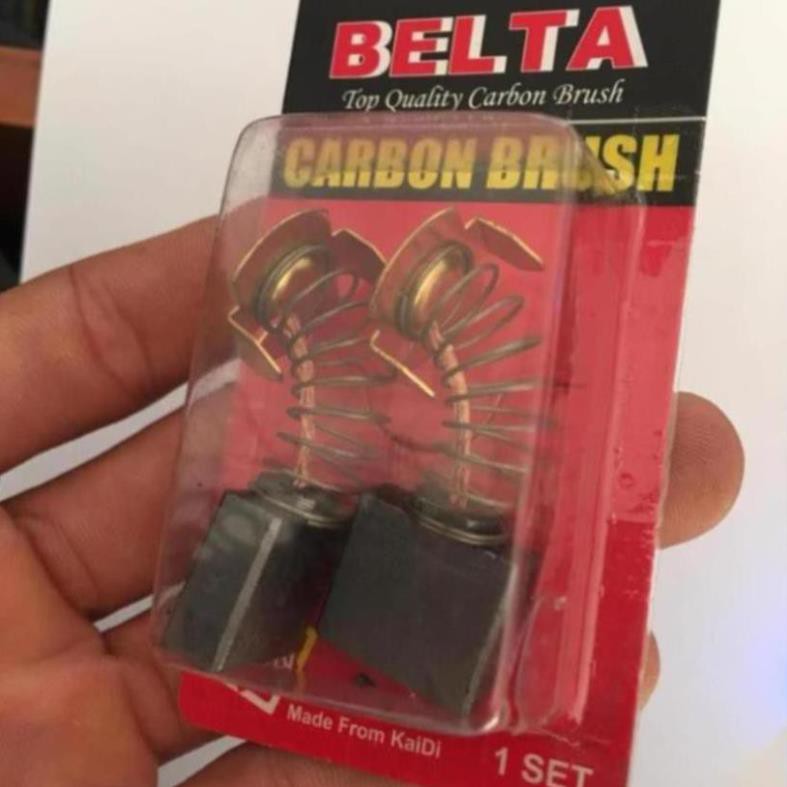 BELTA
Top Quality Carbon Brush
CARBON BRUSH
Made From KaiDi
1 SET